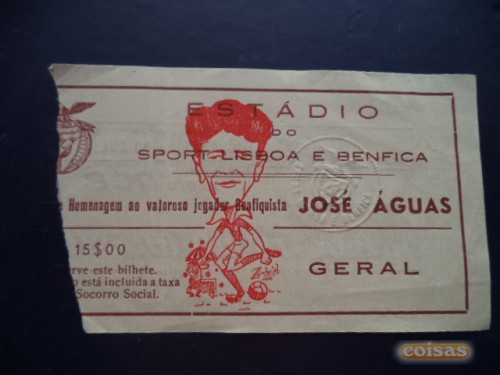 ESTÁDIO
DO
SPORT LISBOA E BENFICA
e Homenagem ao valoroso jogador Benfiquista JOSÉ ÁGUAS
15$00
GERAL
rve este bilhete.
o está incluida a taxa
Socorro Social.
coisas